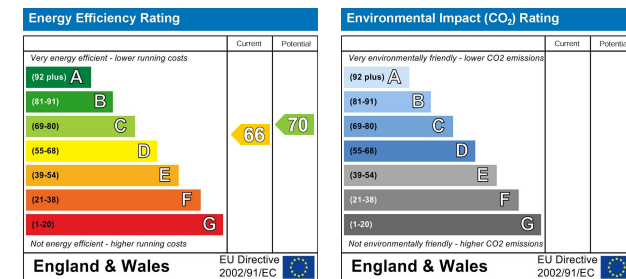 Energy Efficiency Rating
Current Potential
Very energy efficient - lower running costs
(92 plus) A
(81-91) B
(69-80) C
(55-68) D
(39-54) E
(21-38) F
(1-20) G
66
70
Not energy efficient - higher running costs
England & Wales
EU Directive
2002/91/EC
Environmental Impact (CO2) Rating
Current Potential
Very environmentally friendly - lower CO2 emissions
(92 plus) A
(81-91) B
(69-80) C
(55-68) D
(39-54) E
(21-38) F
(1-20) G
Not environmentally friendly - higher CO2 emissions
England & Wales
EU Directive
2002/91/EC